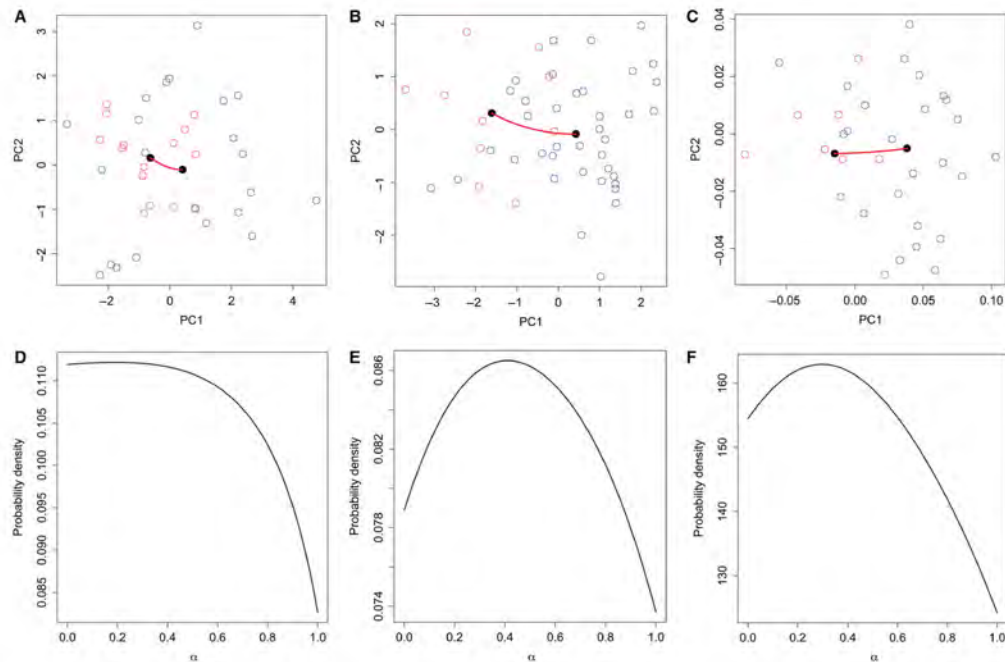 A
3
2
1
0
−1
−2
PC2
−2
0
2
4
PC1
B
2
1
0
−1
−2
PC2
−3
−2
−1
0
1
2
PC1
C
0.04
0.02
0.00
−0.02
−0.04
PC2
−0.05
0.00
0.05
0.10
PC1
D
0.110
0.105
0.100
0.095
0.090
0.085
Probability density
0.0 0.2 0.4 0.6 0.8 1.0
α
E
0.086
0.082
0.078
0.074
Probability density
0.0 0.2 0.4 0.6 0.8 1.0
α
F
160
150
140
130
Probability density
0.0 0.2 0.4 0.6 0.8 1.0
α